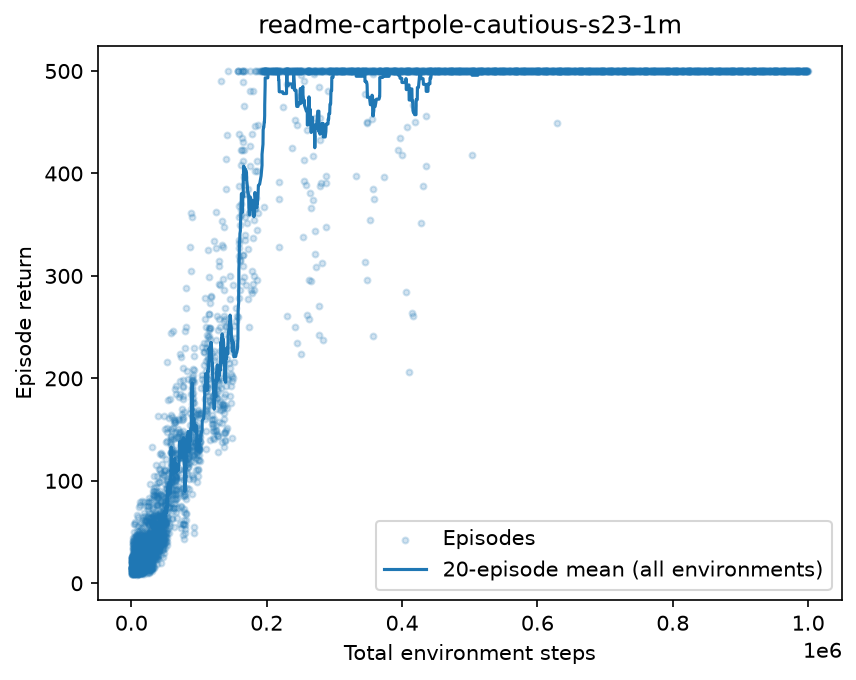 readme-cartpole-cautious-s23-1m
Episode return
500
400
300
200
100
0
Episodes
20-episode mean (all environments)
0.0
0.2
0.4
0.6
0.8
1.0
1e6
Total environment steps